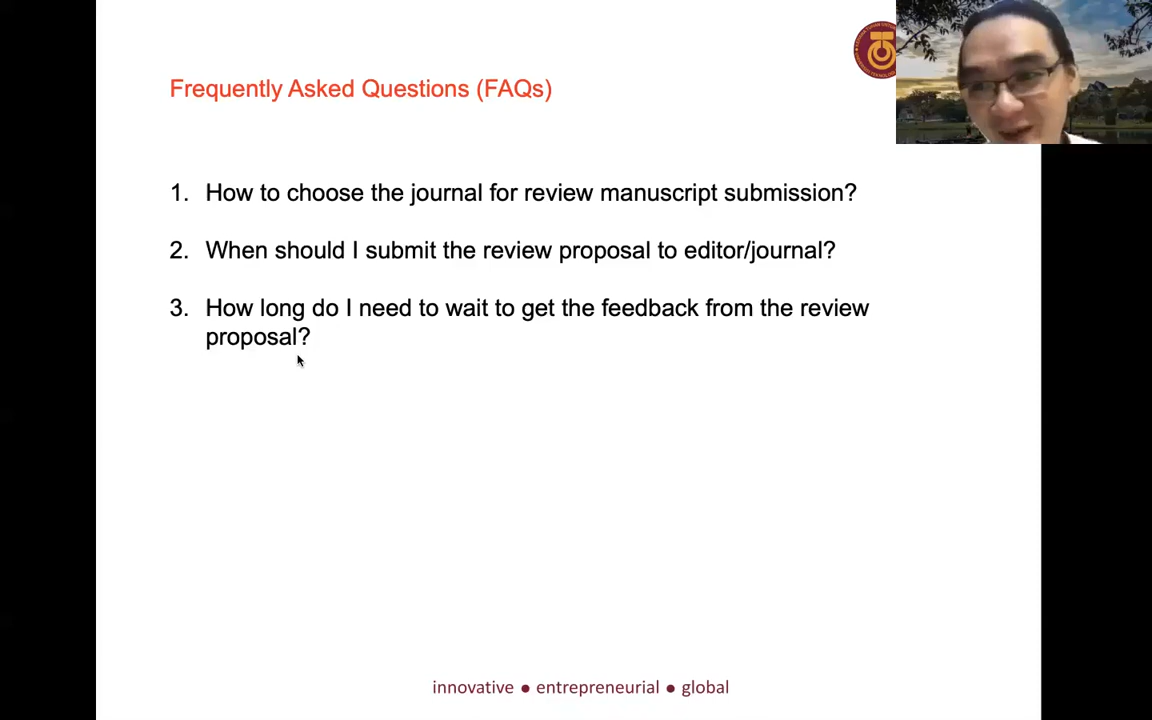 Frequently Asked Questions (FAQs)
1. How to choose the journal for review manuscript submission?
2. When should I submit the review proposal to editor/journal?
3. How long do I need to wait to get the feedback from the review
proposal?
innovative ● entrepreneurial ● global